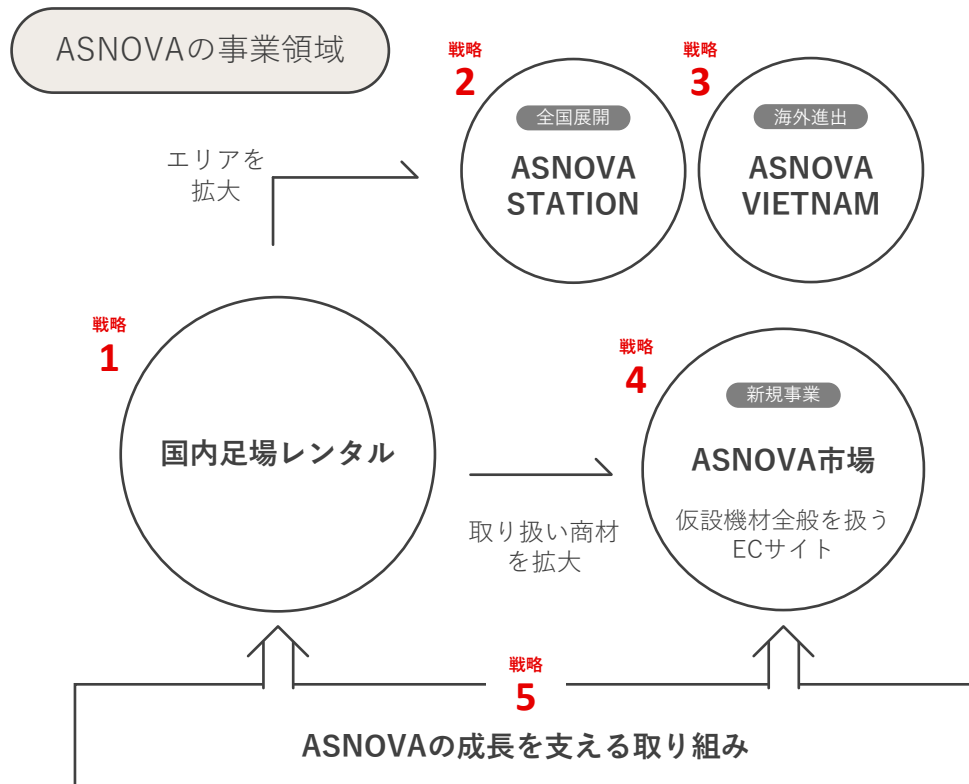 ASNOVAの事業領域
戦略
2
全国展開
ASNOVA
STATION
戦略
3
海外進出
ASNOVA
VIETNAM
エリアを
拡大
戦略
1
国内足場レンタル
取り扱い商材
を拡大
戦略
4
新規事業
ASNOVA市場
仮設機材全般を扱う
ECサイト
戦略
5
ASNOVAの成長を支える取り組み